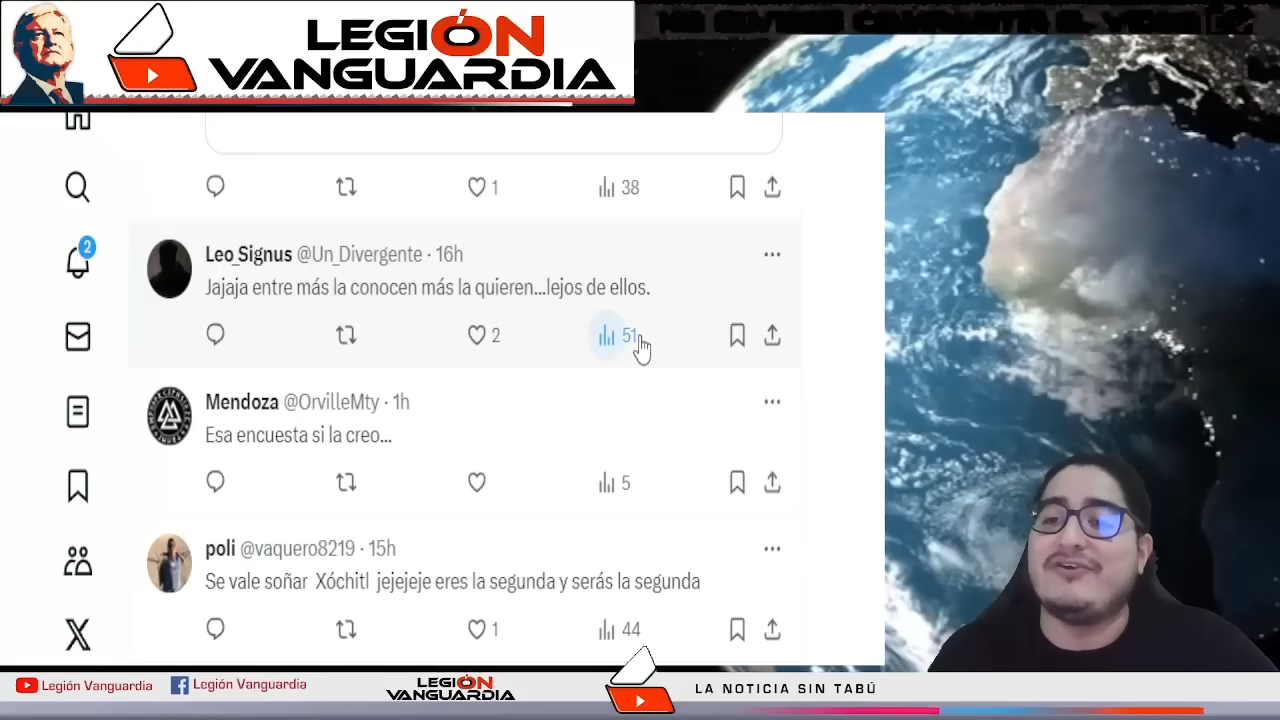 LEGIÓN
VANGUARDIA
1
38
2
Leo_Signus @Un_Divergente · 16h
Jajaja entre más la conocen más la quieren...lejos de ellos.
2
51
Mendoza @OrvilleMty · 1h
Esa encuesta si la creo...
5
poli @vaquero8219 · 15h
Se vale soñar Xóchitl jejejeje eres la segunda y serás la segunda
1
44
Legión Vanguardia
Legión Vanguardia
LEGIÓN
VANGUARDIA
LA NOTICIA SIN TABÚ